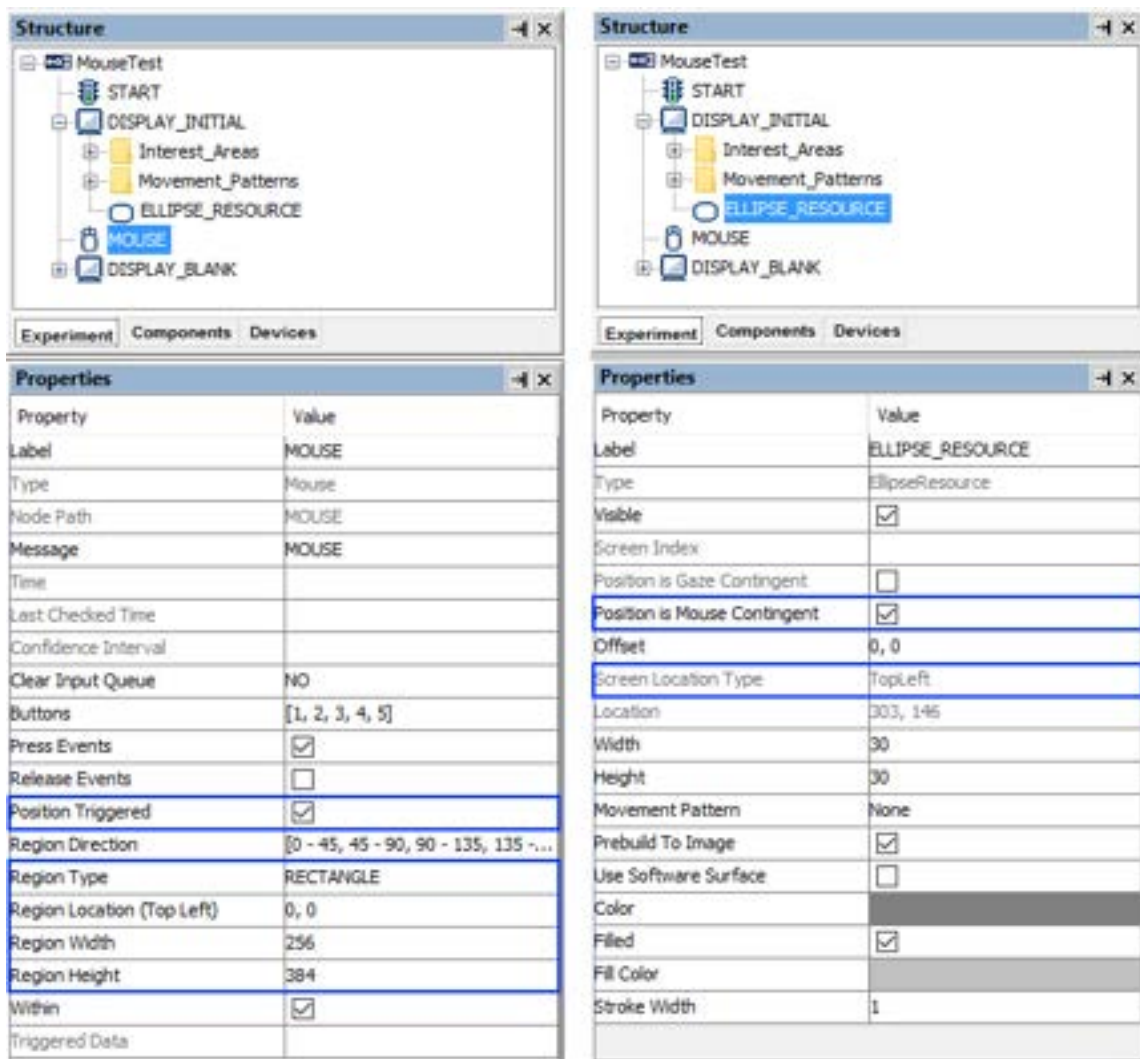 Structure
MouseTest
START
DISPLAY_INITIAL
Interest_Areas
Movement_Patterns
ELLIPSE_RESOURCE
MOUSE
DISPLAY_BLANK
Experiment Components Devices
Properties
Property Value
Label MOUSE
Type Mouse
Node Path MOUSE
Message MOUSE
Time
Last Checked Time
Confidence Interval
Clear Input Queue NO
Buttons [1, 2, 3, 4, 5]
Press Events
Release Events
Position Triggered
Region Direction [0 - 45, 45 - 90, 90 - 135, 135 -...
Region Type RECTANGLE
Region Location (Top Left) 0, 0
Region Width 256
Region Height 384
Within
Triggered Data
Structure
MouseTest
START
DISPLAY_INITIAL
Interest_Areas
Movement_Patterns
ELLIPSE_RESOURCE
MOUSE
DISPLAY_BLANK
Experiment Components Devices
Properties
Property Value
Label ELLIPSE_RESOURCE
Type EllipseResource
Visible
Screen Index
Position is Gaze Contingent
Position is Mouse Contingent
Offset 0, 0
Screen Location Type TopLeft
Location 303, 146
Width 30
Height 30
Movement Pattern None
Prebuild To Image
Use Software Surface
Color
Filled
Fill Color
Stroke Width 1